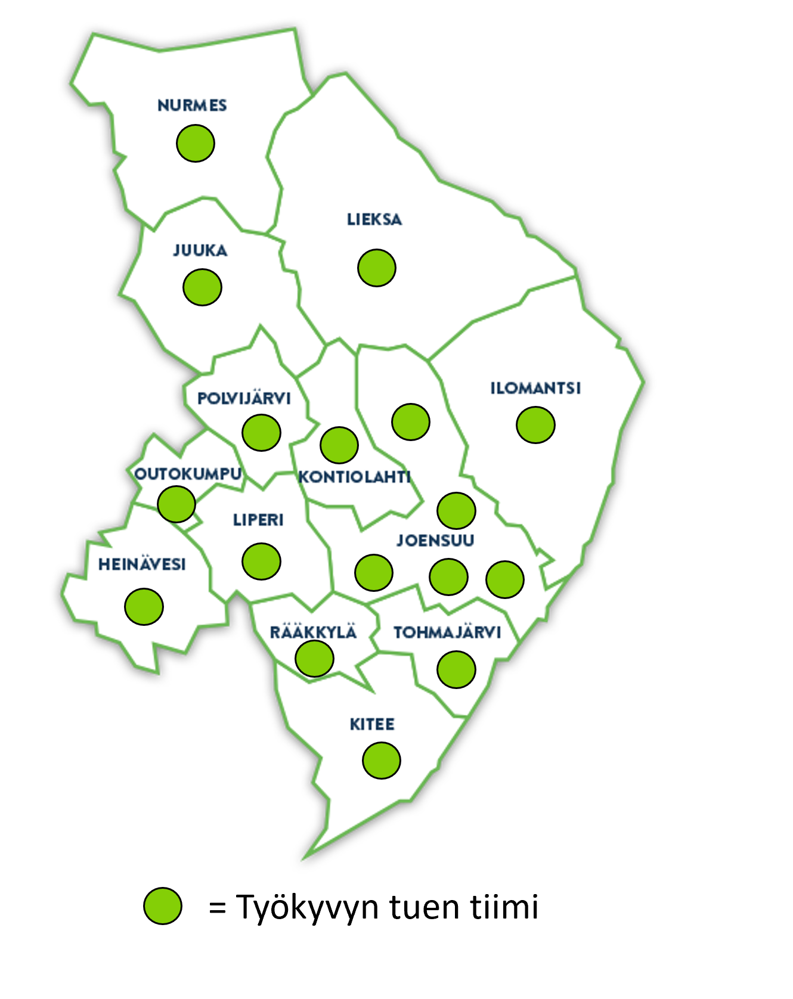 NURMES
LIEKSA
JUUKA
ILOMANTSI
POLVIJÄRVI
OUTOKUMPU
KONTIOLAHTI
LIPERI
JOENSUU
HEINÄVESI
RÄÄKKYLÄ
TOHMAJÄRVI
KITEE
= Työkyvyn tuen tiimi